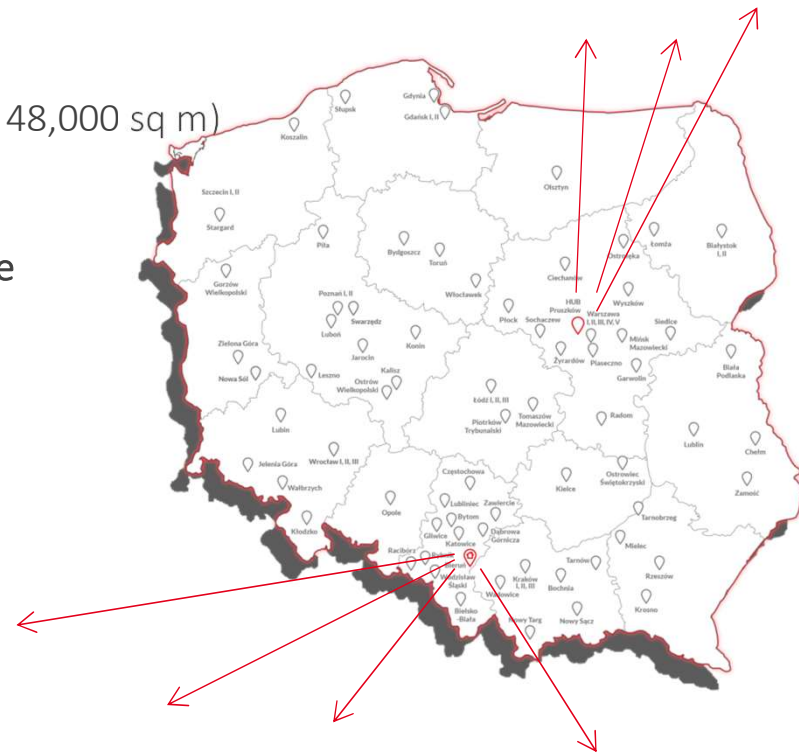 48,000 sq m)
e
Słupsk
Gdynia
Gdańsk I, II
Koszalin
Olsztyn
Szczecin I, II
Stargard
Piła
Bydgoszcz
Toruń
Włocławek
Ostrołęka
Łomża
Białystok
I, II
Ciechanów
Gorzów
Wielkopolski
Poznań I, II
Swarzędz
Luboń
Wyszków
HUB
Pruszków
Warszawa
I, II, III, IV, V
Płock
Sochaczew
Siedlce
Mińsk
Mazowiecki
Zielona Góra
Nowa Sól
Jarocin
Konin
Żyrardów
Piaseczno
Garwolin
Biała
Podlaska
Leszno
Kalisz
Ostrów
Wielkopolski
Łódź I, II, III
Piotrków
Trybunalski
Tomaszów
Mazowiecki
Radom
Lubin
Lublin
Chełm
Jelenia Góra
Wrocław I, II, III
Wałbrzych
Częstochowa
Kielce
Ostrowiec
Świętokrzyski
Zamość
Kłodzko
Opole
Lubliniec
Zawiercie
Bytom
Gliwice
Katowice
Dąbrowa
Górnicza
Tarnobrzeg
Racibórz
Wodzisław
Śląski
Bielsko
-Biała
Wadowice
Kraków
I, II, III
Tarnów
Bochnia
Mielec
Rzeszów
Krosno
Nowy Targ
Nowy Sącz